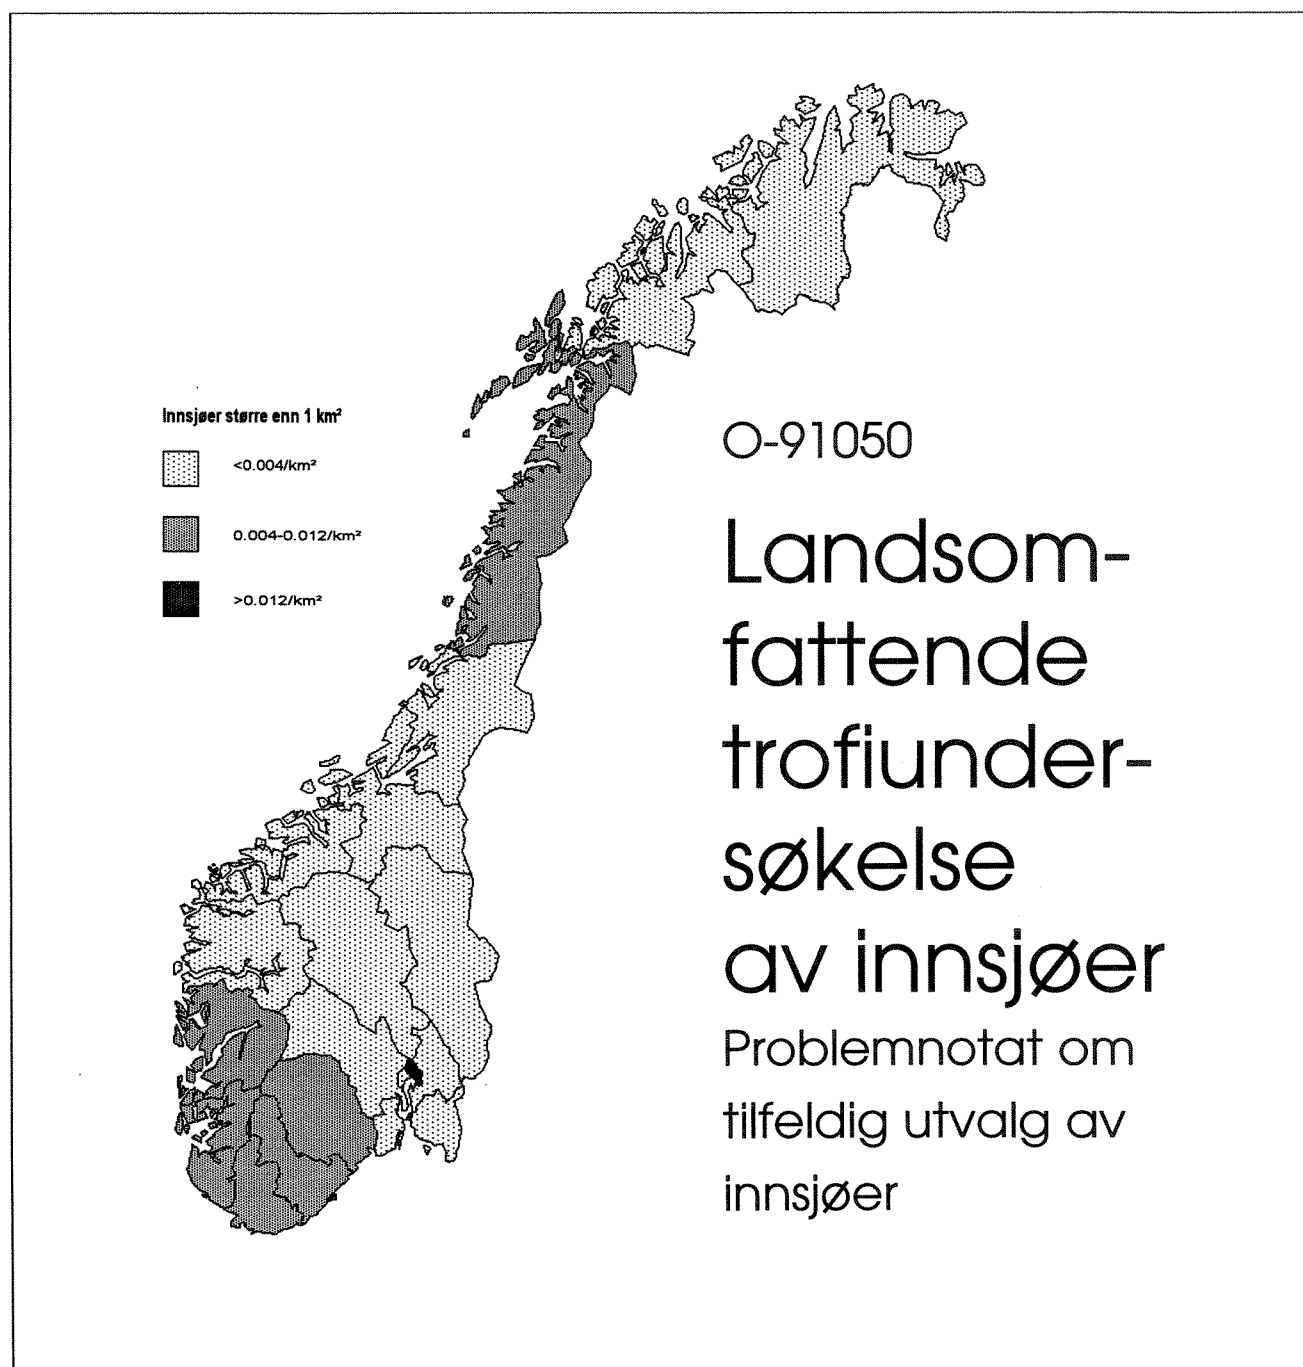 Innsjøer større enn 1 km²
<0.004/km²
0.004-0.012/km²
>0.012/km²
O-91050
Landsom-
fattende
trofiunder-
søkelse
av innsjøer
Problemnotat om
tilfeldig utvalg av
innsjøer